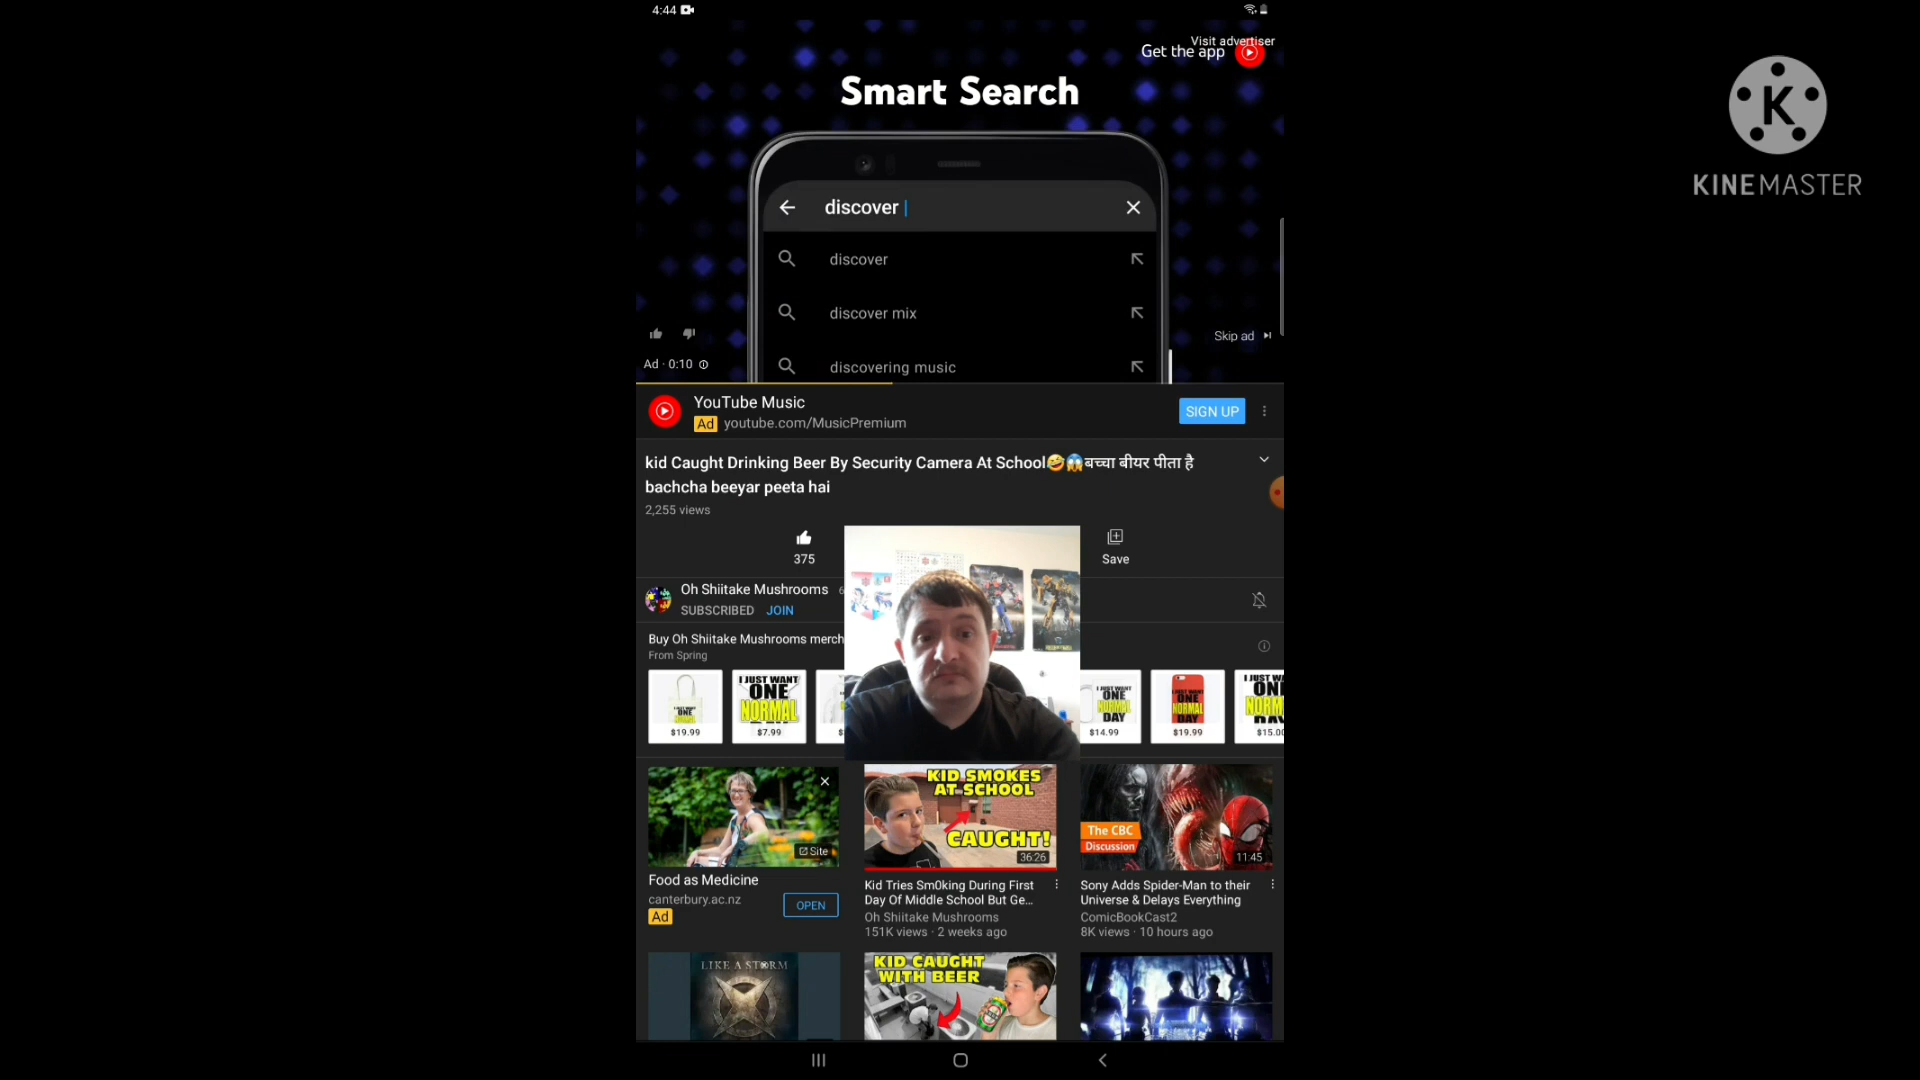 4:44
Visit advertiser
Get the app
Smart Search
discover
discover
discover mix
discovering music
Skip ad
Ad · 0:10
KINEMASTER
YouTube Music
Ad youtube.com/MusicPremium
SIGN UP
kid Caught Drinking Beer By Security Camera At School🤣😱बच्चा बीयर पीता है
bachcha beeyar peeta hai
2,255 views
375
Save
Oh Shiitake Mushrooms
SUBSCRIBED JOIN
Buy Oh Shiitake Mushrooms merch
From Spring
I JUST WANT
ONE
NORMAL
DAY
$19.99
$7.99
$14.99
$19.99
$15.00
Site
Food as Medicine
canterbury.ac.nz
Ad
OPEN
KID SMOKES
AT SCHOOL
CAUGHT!
36:26
Kid Tries Sm0king During First
Day Of Middle School But Ge...
Oh Shiitake Mushrooms
151K views · 2 weeks ago
The CBC
Discussion
11:45
Sony Adds Spider-Man to their
Universe & Delays Everything
ComicBookCast2
8K views · 10 hours ago
LIKE A STORM
KID CAUGHT
WITH BEER